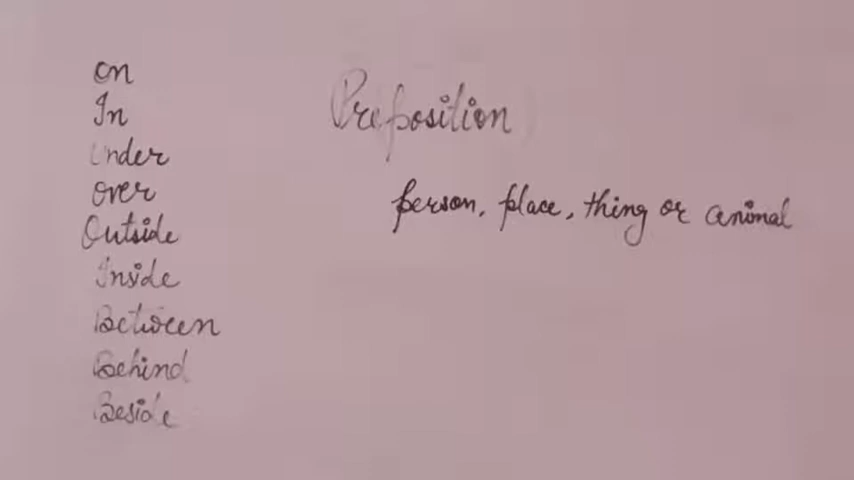 on
In
Under
over
Outside
Inside
Between
Behind
Beside
Preposition
person, place, thing or animal